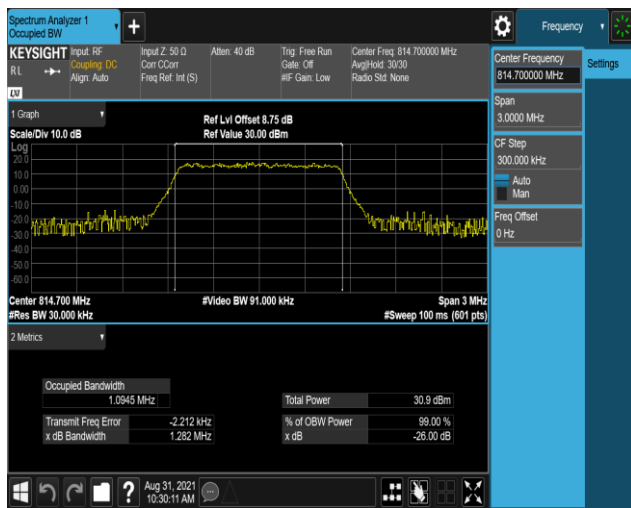 Spectrum Analyzer 1
Occupied BW
Frequency
KEYSIGHT
RL
Input: RF
Coupling: DC
Align: Auto
Input Z: 50 Ω
Corr CCorr
Freq Ref: Int (S)
Atten: 40 dB
Trig: Free Run
Gate: Off
#IF Gain: Low
Center Freq: 814.700000 MHz
Avg|Hold: 30/30
Radio Std: None
LXI
1 Graph
Scale/Div 10.0 dB
Ref Lvl Offset 8.75 dB
Ref Value 30.00 dBm
Log
20.0
10.0
0.00
-10.0
-20.0
-30.0
-40.0
-50.0
-60.0
Center 814.700 MHz
#Res BW 30.000 kHz
#Video BW 91.000 kHz
Span 3 MHz
#Sweep 100 ms (601 pts)
2 Metrics
Occupied Bandwidth
1.0945 MHz
Total Power 30.9 dBm
Transmit Freq Error -2.212 kHz
% of OBW Power 99.00 %
x dB Bandwidth 1.282 MHz
x dB -26.00 dB
Aug 31, 2021
10:30:11 AM
Center Frequency
814.700000 MHz
Settings
Span
3.0000 MHz
CF Step
300.000 kHz
Auto
Man
Freq Offset
0 Hz